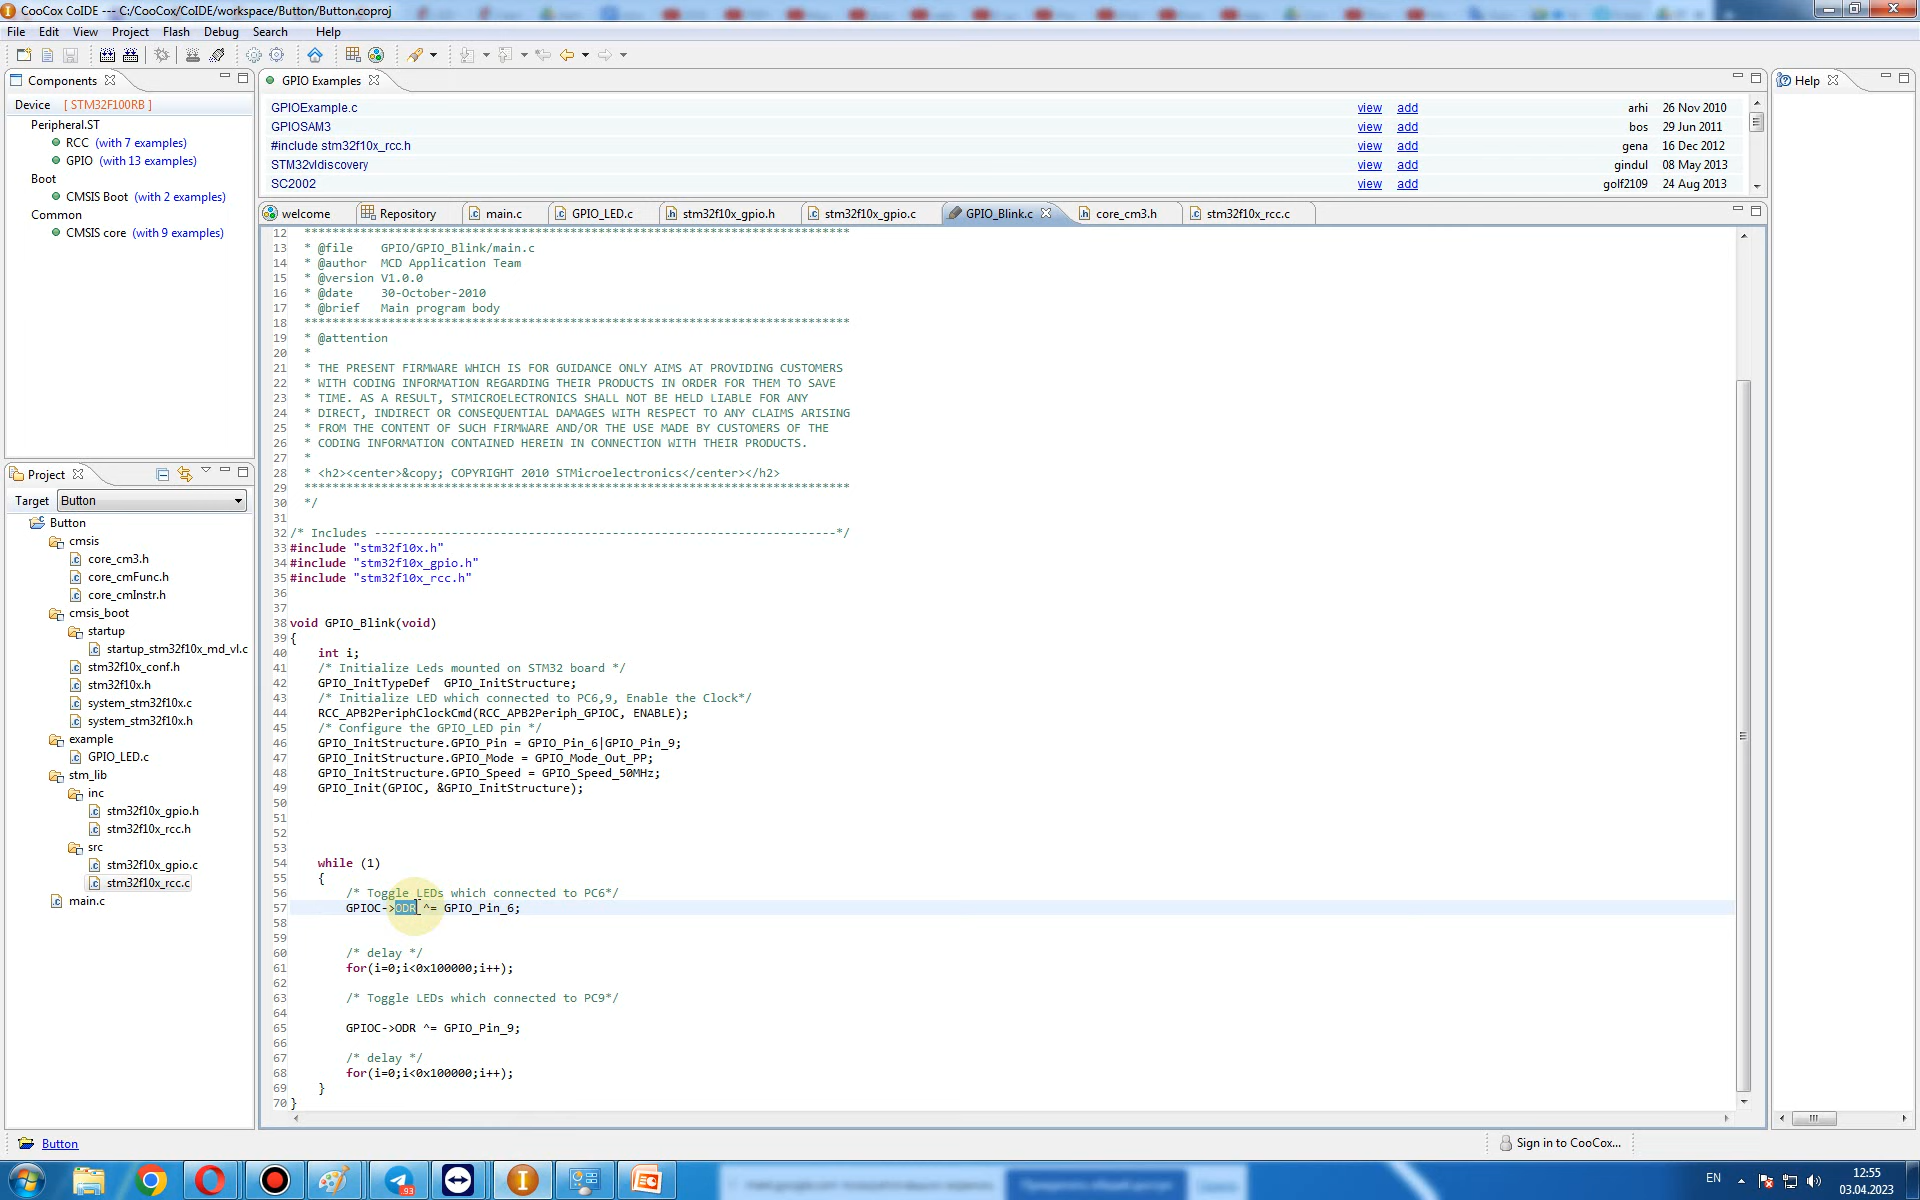 CooCox CoIDE --- C:/CooCox/CoIDE/workspace/Button/Button.coproj
File Edit View Project Flash Debug Search Help
Components
Device [ STM32F100RB ]
Peripheral.ST
RCC (with 7 examples)
GPIO (with 13 examples)
Boot
CMSIS Boot (with 2 examples)
Common
CMSIS core (with 9 examples)
GPIO Examples
GPIOExample.c view add arhi 26 Nov 2010
GPIOSAM3 view add bos 29 Jun 2011
#include stm32f10x_rcc.h view add gena 16 Dec 2012
STM32vldiscovery view add gindul 08 May 2013
SC2002 view add golf2109 24 Aug 2013
Help
welcome Repository main.c GPIO_LED.c stm32f10x_gpio.h stm32f10x_gpio.c GPIO_Blink.c core_cm3.h stm32f10x_rcc.c
12 ******************************************************************************
13 * @file GPIO/GPIO_Blink/main.c
14 * @author MCD Application Team
15 * @version V1.0.0
16 * @date 30-October-2010
17 * @brief Main program body
18 ******************************************************************************
19 * @attention
20 *
21 * THE PRESENT FIRMWARE WHICH IS FOR GUIDANCE ONLY AIMS AT PROVIDING CUSTOMERS
22 * WITH CODING INFORMATION REGARDING THEIR PRODUCTS IN ORDER FOR THEM TO SAVE
23 * TIME. AS A RESULT, STMICROELECTRONICS SHALL NOT BE HELD LIABLE FOR ANY
24 * DIRECT, INDIRECT OR CONSEQUENTIAL DAMAGES WITH RESPECT TO ANY CLAIMS ARISING
25 * FROM THE CONTENT OF SUCH FIRMWARE AND/OR THE USE MADE BY CUSTOMERS OF THE
26 * CODING INFORMATION CONTAINED HEREIN IN CONNECTION WITH THEIR PRODUCTS.
27 *
28 * <h2><center>&copy; COPYRIGHT 2010 STMicroelectronics</center></h2>
29 ******************************************************************************
30 */
31
32 /* Includes ------------------------------------------------------------------*/
33 #include "stm32f10x.h"
34 #include "stm32f10x_gpio.h"
35 #include "stm32f10x_rcc.h"
36
37
38 void GPIO_Blink(void)
39 {
40 int i;
41 /* Initialize Leds mounted on STM32 board */
42 GPIO_InitTypeDef GPIO_InitStructure;
43 /* Initialize LED which connected to PC6,9, Enable the Clock*/
44 RCC_APB2PeriphClockCmd(RCC_APB2Periph_GPIOC, ENABLE);
45 /* Configure the GPIO_LED pin */
46 GPIO_InitStructure.GPIO_Pin = GPIO_Pin_6|GPIO_Pin_9;
47 GPIO_InitStructure.GPIO_Mode = GPIO_Mode_Out_PP;
48 GPIO_InitStructure.GPIO_Speed = GPIO_Speed_50MHz;
49 GPIO_Init(GPIOC, &GPIO_InitStructure);
50
51
52
53
54 while (1)
55 {
56 /* Toggle LEDs which connected to PC6*/
57 GPIOC->ODR ^= GPIO_Pin_6;
58
59
60 /* delay */
61 for(i=0;i<0x100000;i++);
62
63 /* Toggle LEDs which connected to PC9*/
64
65 GPIOC->ODR ^= GPIO_Pin_9;
66
67 /* delay */
68 for(i=0;i<0x100000;i++);
69 }
70 }
Project
Target Button
Button
cmsis
core_cm3.h
core_cmFunc.h
core_cmInstr.h
cmsis_boot
startup
startup_stm32f10x_md_vl.c
stm32f10x_conf.h
stm32f10x.h
system_stm32f10x.c
system_stm32f10x.h
example
GPIO_LED.c
stm_lib
inc
stm32f10x_gpio.h
stm32f10x_rcc.h
src
stm32f10x_gpio.c
stm32f10x_rcc.c
main.c
Button
Sign in to CooCox...
93
EN
12:55
03.04.2023